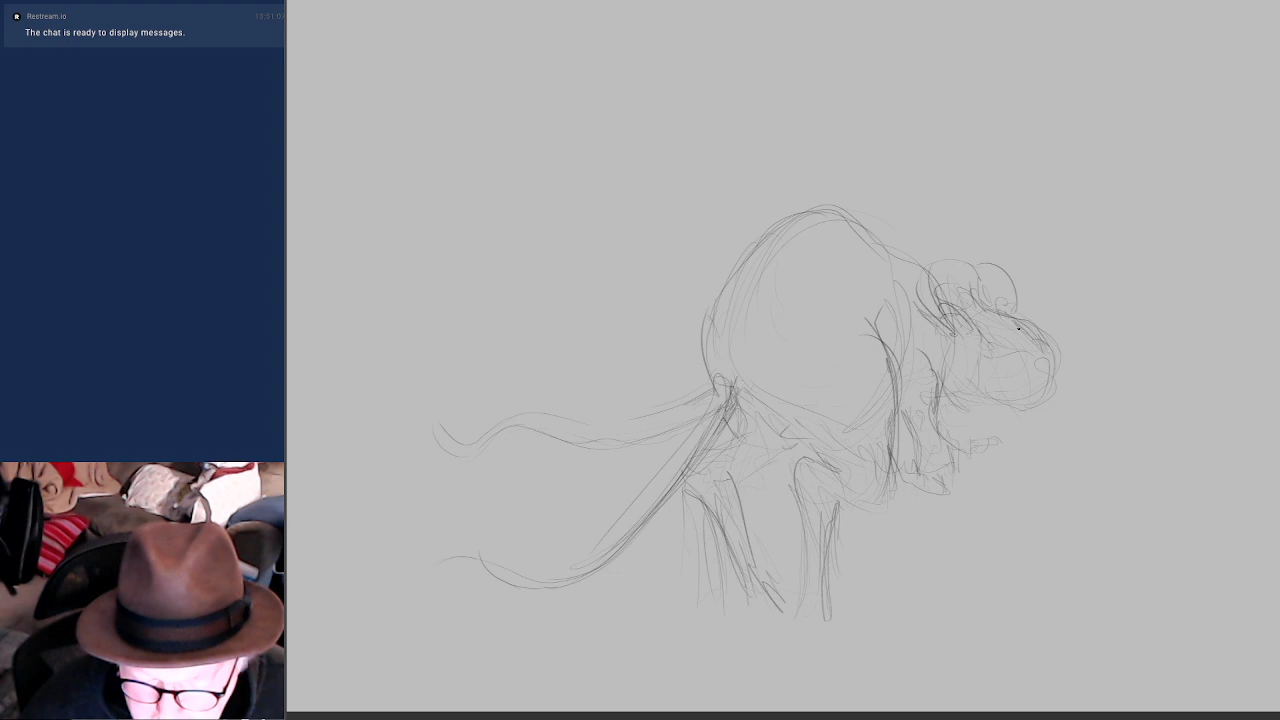 Restream.io
The chat is ready to display messages.